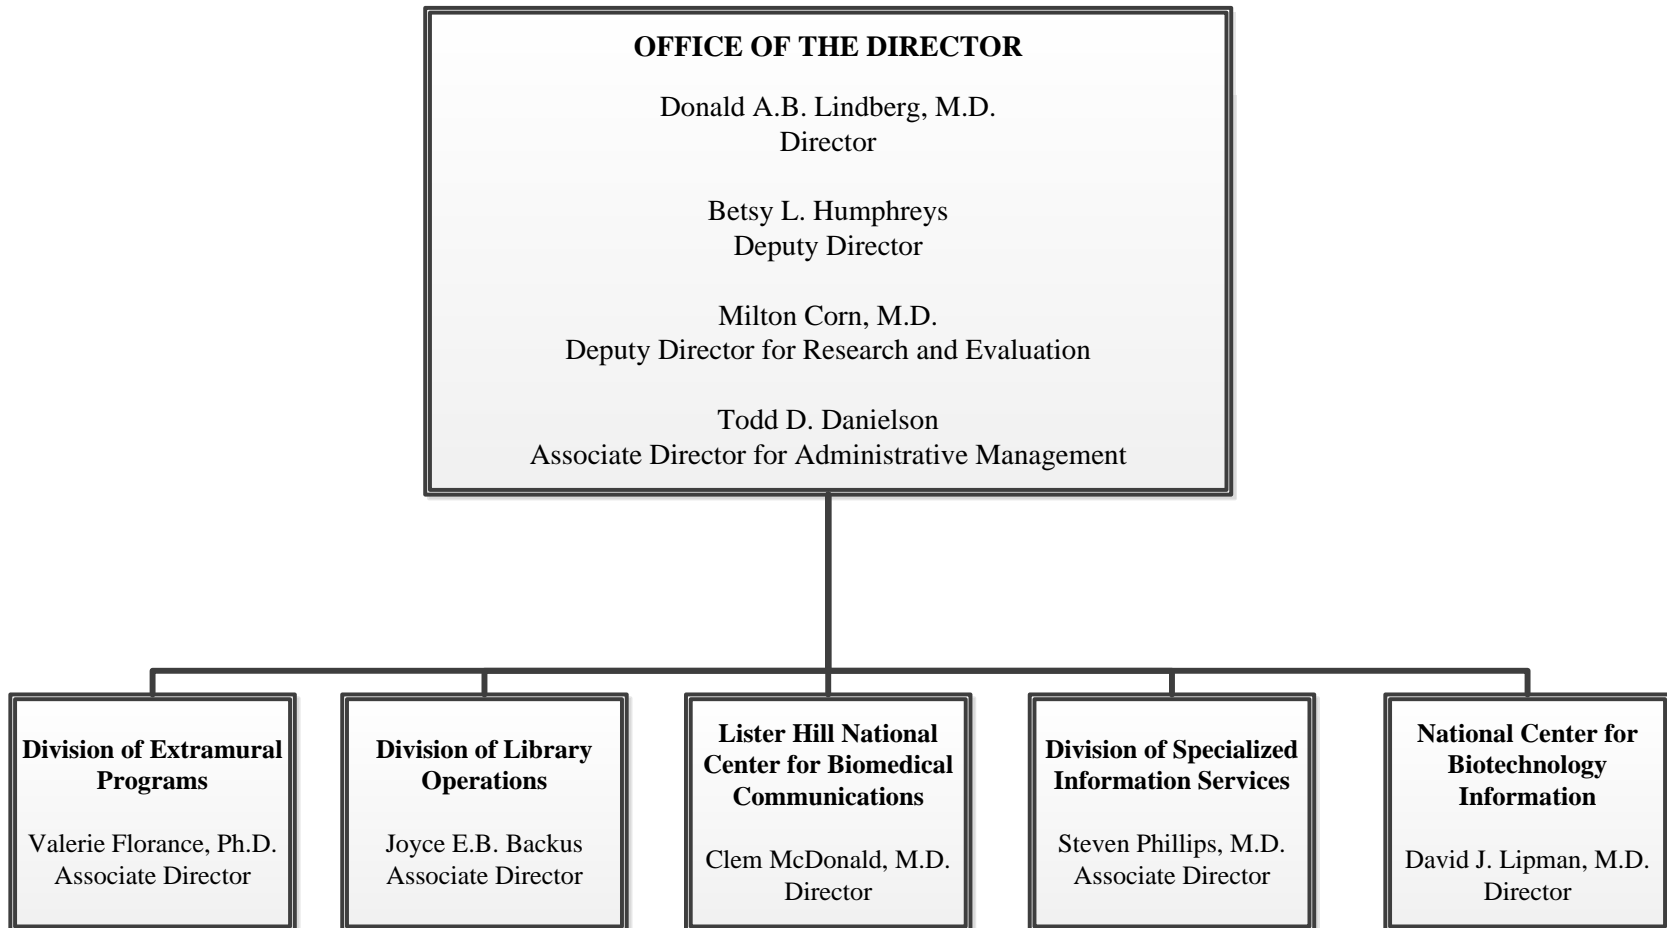 OFFICE OF THE DIRECTOR
Donald A.B. Lindberg, M.D.
Director
Betsy L. Humphreys
Deputy Director
Milton Corn, M.D.
Deputy Director for Research and Evaluation
Todd D. Danielson
Associate Director for Administrative Management
Division of Extramural
Programs
Valerie Florance, Ph.D.
Associate Director
Division of Library
Operations
Joyce E.B. Backus
Associate Director
Lister Hill National
Center for Biomedical
Communications
Clem McDonald, M.D.
Director
Division of Specialized
Information Services
Steven Phillips, M.D.
Associate Director
National Center for
Biotechnology
Information
David J. Lipman, M.D.
Director